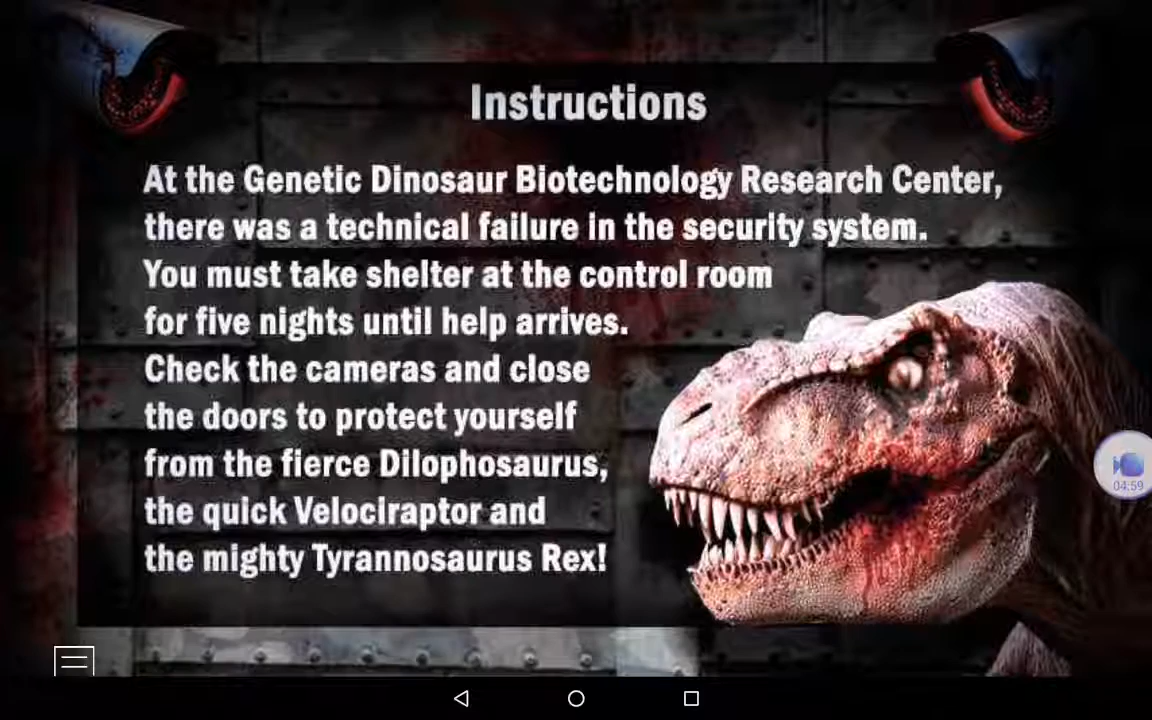 Instructions
At the Genetic Dinosaur Biotechnology Research Center,
there was a technical failure in the security system.
You must take shelter at the control room
for five nights until help arrives.
Check the cameras and close
the doors to protect yourself
from the fierce Dilophosaurus,
the quick Velociraptor and
the mighty Tyrannosaurus Rex!
04:59